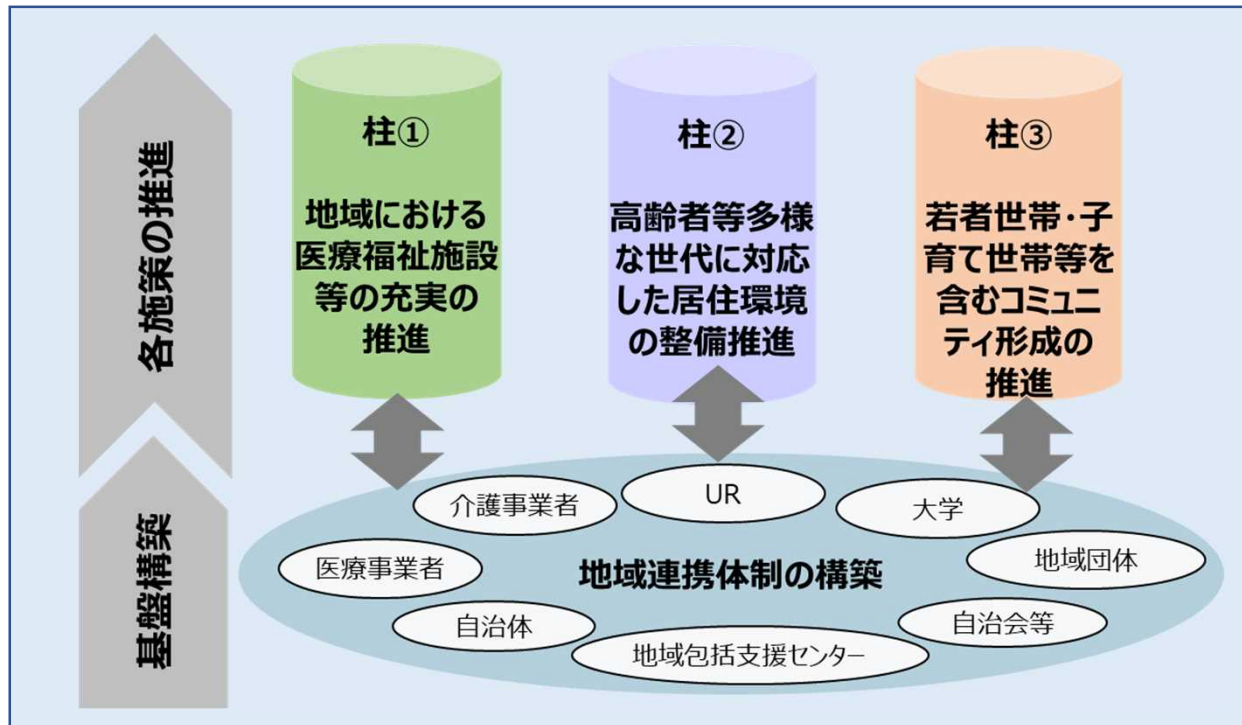 各施策の推進
基盤構築
柱①
地域における
医療福祉施設
等の充実の
推進
柱②
高齢者等多様
な世代に対応
した居住環境
の整備推進
柱③
若者世帯・子
育て世帯等を
含むコミュニ
ティ形成の
推進
介護事業者
UR
大学
医療事業者
地域連携体制の構築
地域団体
自治体
地域包括支援センター
自治会等